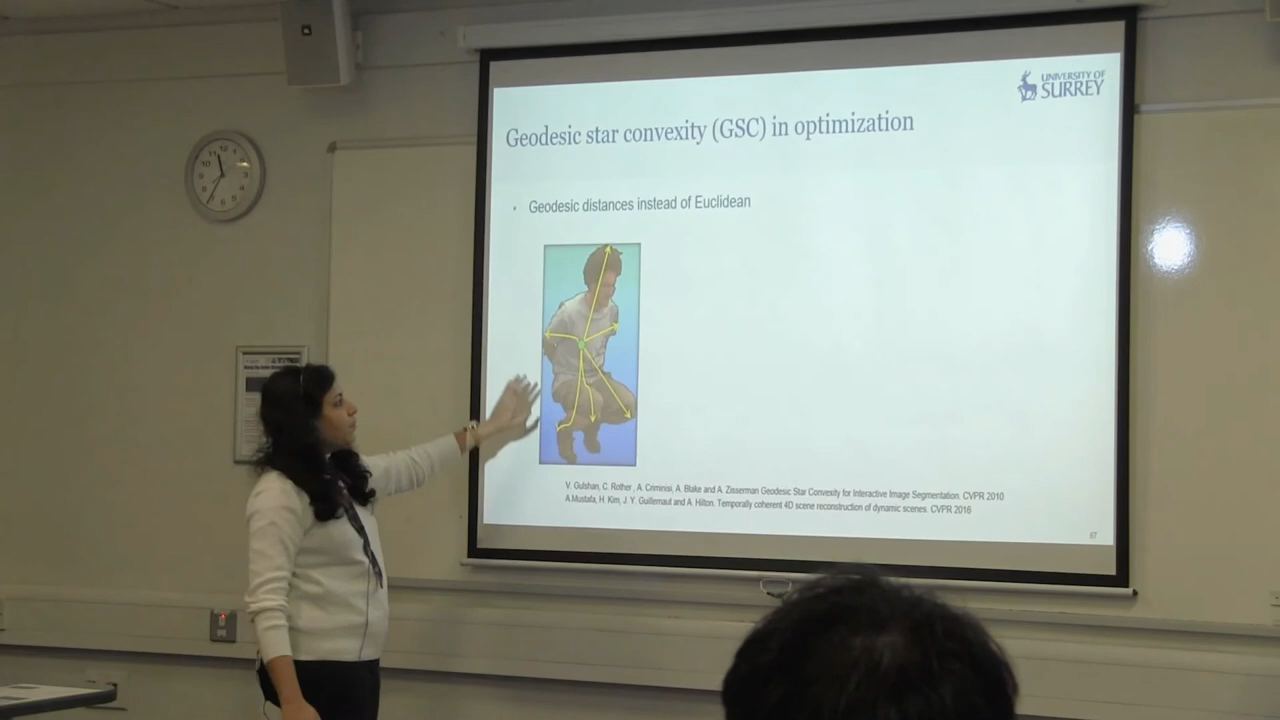 UNIVERSITY OF
SURREY
Geodesic star convexity (GSC) in optimization
• Geodesic distances instead of Euclidean
V. Gulshan, C. Rother , A. Criminisi, A. Blake and A. Zisserman Geodesic Star Convexity for Interactive Image Segmentation. CVPR 2010
A.Mustafa, H. Kim, J. Y. Guillemaut and A. Hilton. Temporally coherent 4D scene reconstruction of dynamic scenes. CVPR 2016
67